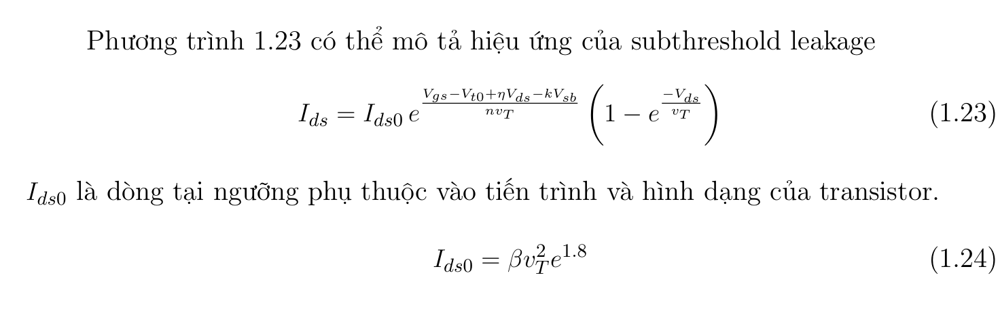 Phương trình 1.23 có thể mô tả hiệu ứng của subthreshold leakage
I_{ds} = I_{ds0} e^{\frac{V_{gs}-V_{t0}+\eta V_{ds}-kV_{sb}}{nv_T}} \left(1 - e^{\frac{-V_{ds}}{v_T}}\right) (1.23)
I_{ds0} là dòng tại ngưỡng phụ thuộc vào tiến trình và hình dạng của transistor.
I_{ds0} = \beta v_T^2 e^{1.8} (1.24)